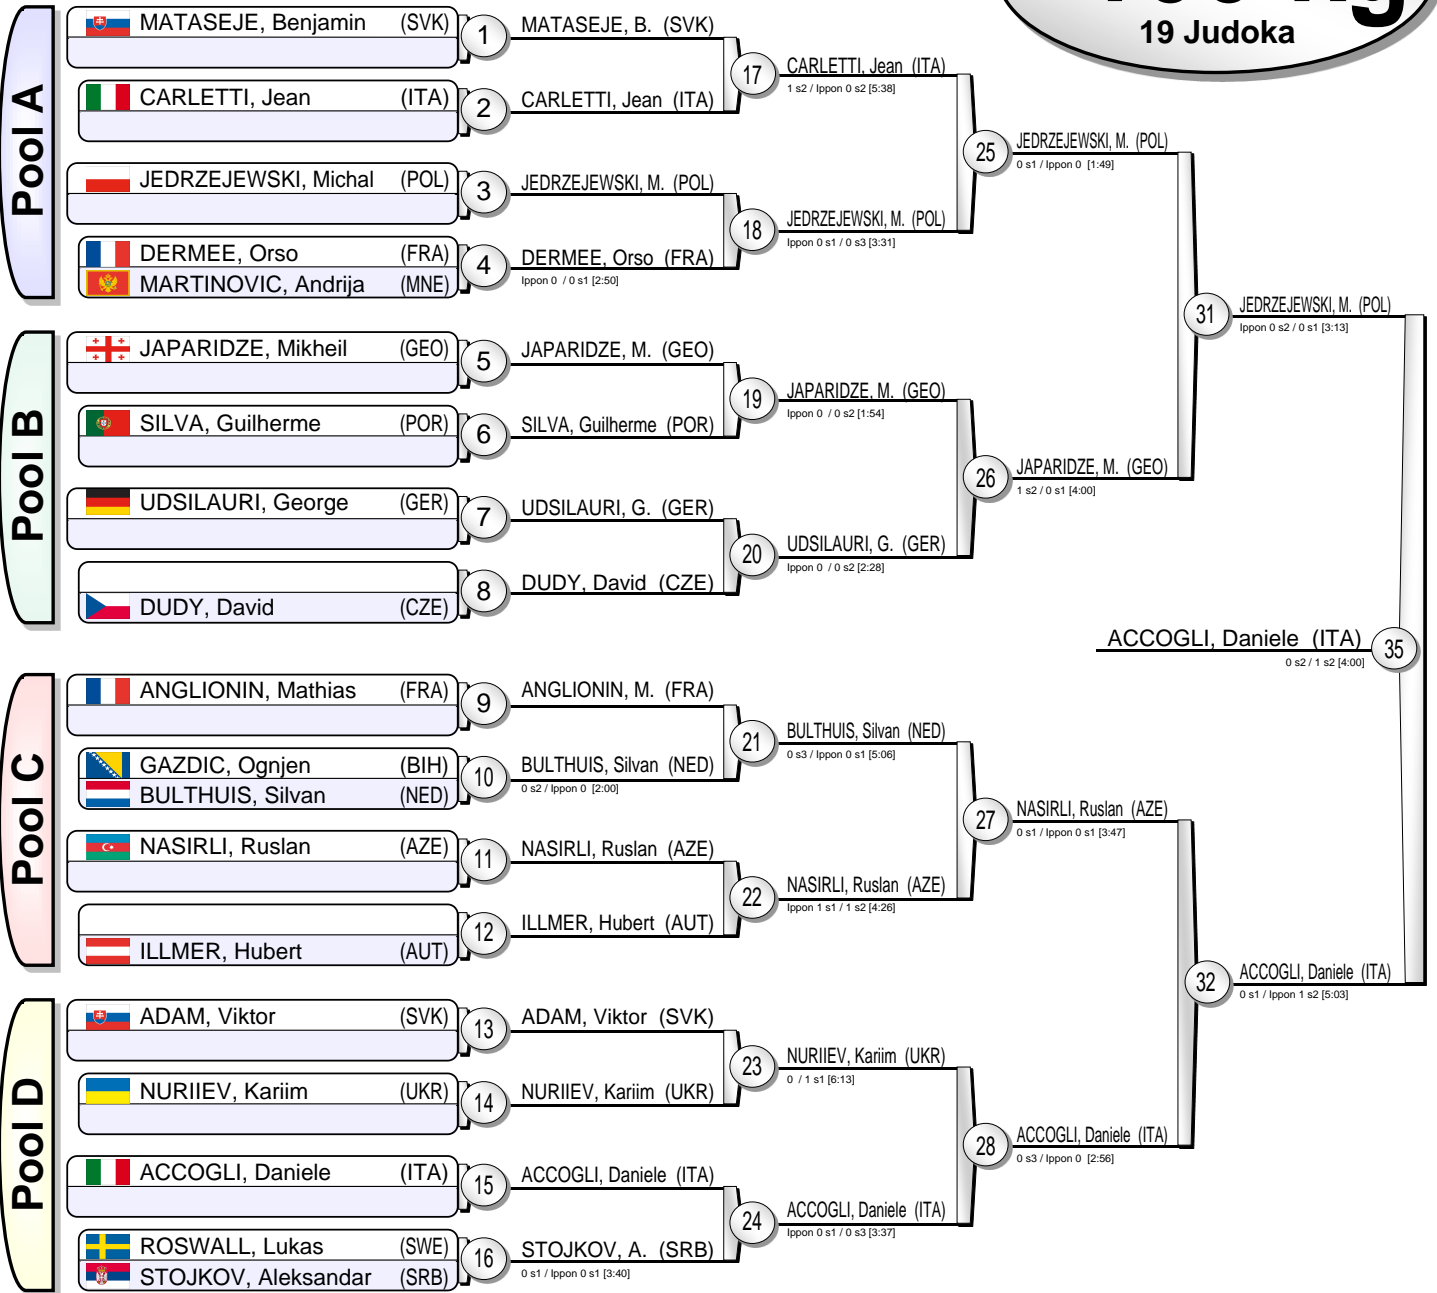 19 Judoka
Pool A
MATASEJE, Benjamin (SVK)
1
MATASEJE, B. (SVK)
CARLETTI, Jean (ITA)
2
CARLETTI, Jean (ITA)
17
CARLETTI, Jean (ITA)
1 s2 / Ippon 0 s2 [5:38]
JEDRZEJEWSKI, Michal (POL)
3
JEDRZEJEWSKI, M. (POL)
DERMEE, Orso (FRA)
MARTINOVIC, Andrija (MNE)
4
DERMEE, Orso (FRA)
Ippon 0 / 0 s1 [2:50]
18
JEDRZEJEWSKI, M. (POL)
Ippon 0 s1 / 0 s3 [3:31]
25
JEDRZEJEWSKI, M. (POL)
0 s1 / Ippon 0 [1:49]
Pool B
JAPARIDZE, Mikheil (GEO)
5
JAPARIDZE, M. (GEO)
SILVA, Guilherme (POR)
6
SILVA, Guilherme (POR)
19
JAPARIDZE, M. (GEO)
Ippon 0 / 0 s2 [1:54]
UDSILAURI, George (GER)
7
UDSILAURI, G. (GER)
DUDY, David (CZE)
8
DUDY, David (CZE)
20
UDSILAURI, G. (GER)
Ippon 0 / 0 s2 [2:28]
26
JAPARIDZE, M. (GEO)
1 s2 / 0 s1 [4:00]
31
JEDRZEJEWSKI, M. (POL)
Ippon 0 s2 / 0 s1 [3:13]
ACCOGLI, Daniele (ITA)
0 s2 / 1 s2 [4:00]
35
Pool C
ANGLIONIN, Mathias (FRA)
9
ANGLIONIN, M. (FRA)
GAZDIC, Ognjen (BIH)
BULTHUIS, Silvan (NED)
10
BULTHUIS, Silvan (NED)
0 s2 / Ippon 0 [2:00]
21
BULTHUIS, Silvan (NED)
0 s3 / Ippon 0 s1 [5:06]
NASIRLI, Ruslan (AZE)
11
NASIRLI, Ruslan (AZE)
ILLMER, Hubert (AUT)
12
ILLMER, Hubert (AUT)
22
NASIRLI, Ruslan (AZE)
Ippon 1 s1 / 1 s2 [4:26]
27
NASIRLI, Ruslan (AZE)
0 s1 / Ippon 0 s1 [3:47]
Pool D
ADAM, Viktor (SVK)
13
ADAM, Viktor (SVK)
NURIIEV, Kariim (UKR)
14
NURIIEV, Kariim (UKR)
23
NURIIEV, Kariim (UKR)
0 / 1 s1 [6:13]
ACCOGLI, Daniele (ITA)
15
ACCOGLI, Daniele (ITA)
ROSWALL, Lukas (SWE)
STOJKOV, Aleksandar (SRB)
16
STOJKOV, A. (SRB)
0 s1 / Ippon 0 s1 [3:40]
24
ACCOGLI, Daniele (ITA)
Ippon 0 s1 / 0 s3 [3:37]
28
ACCOGLI, Daniele (ITA)
0 s3 / Ippon 0 [2:56]
32
ACCOGLI, Daniele (ITA)
0 s1 / Ippon 1 s2 [5:03]